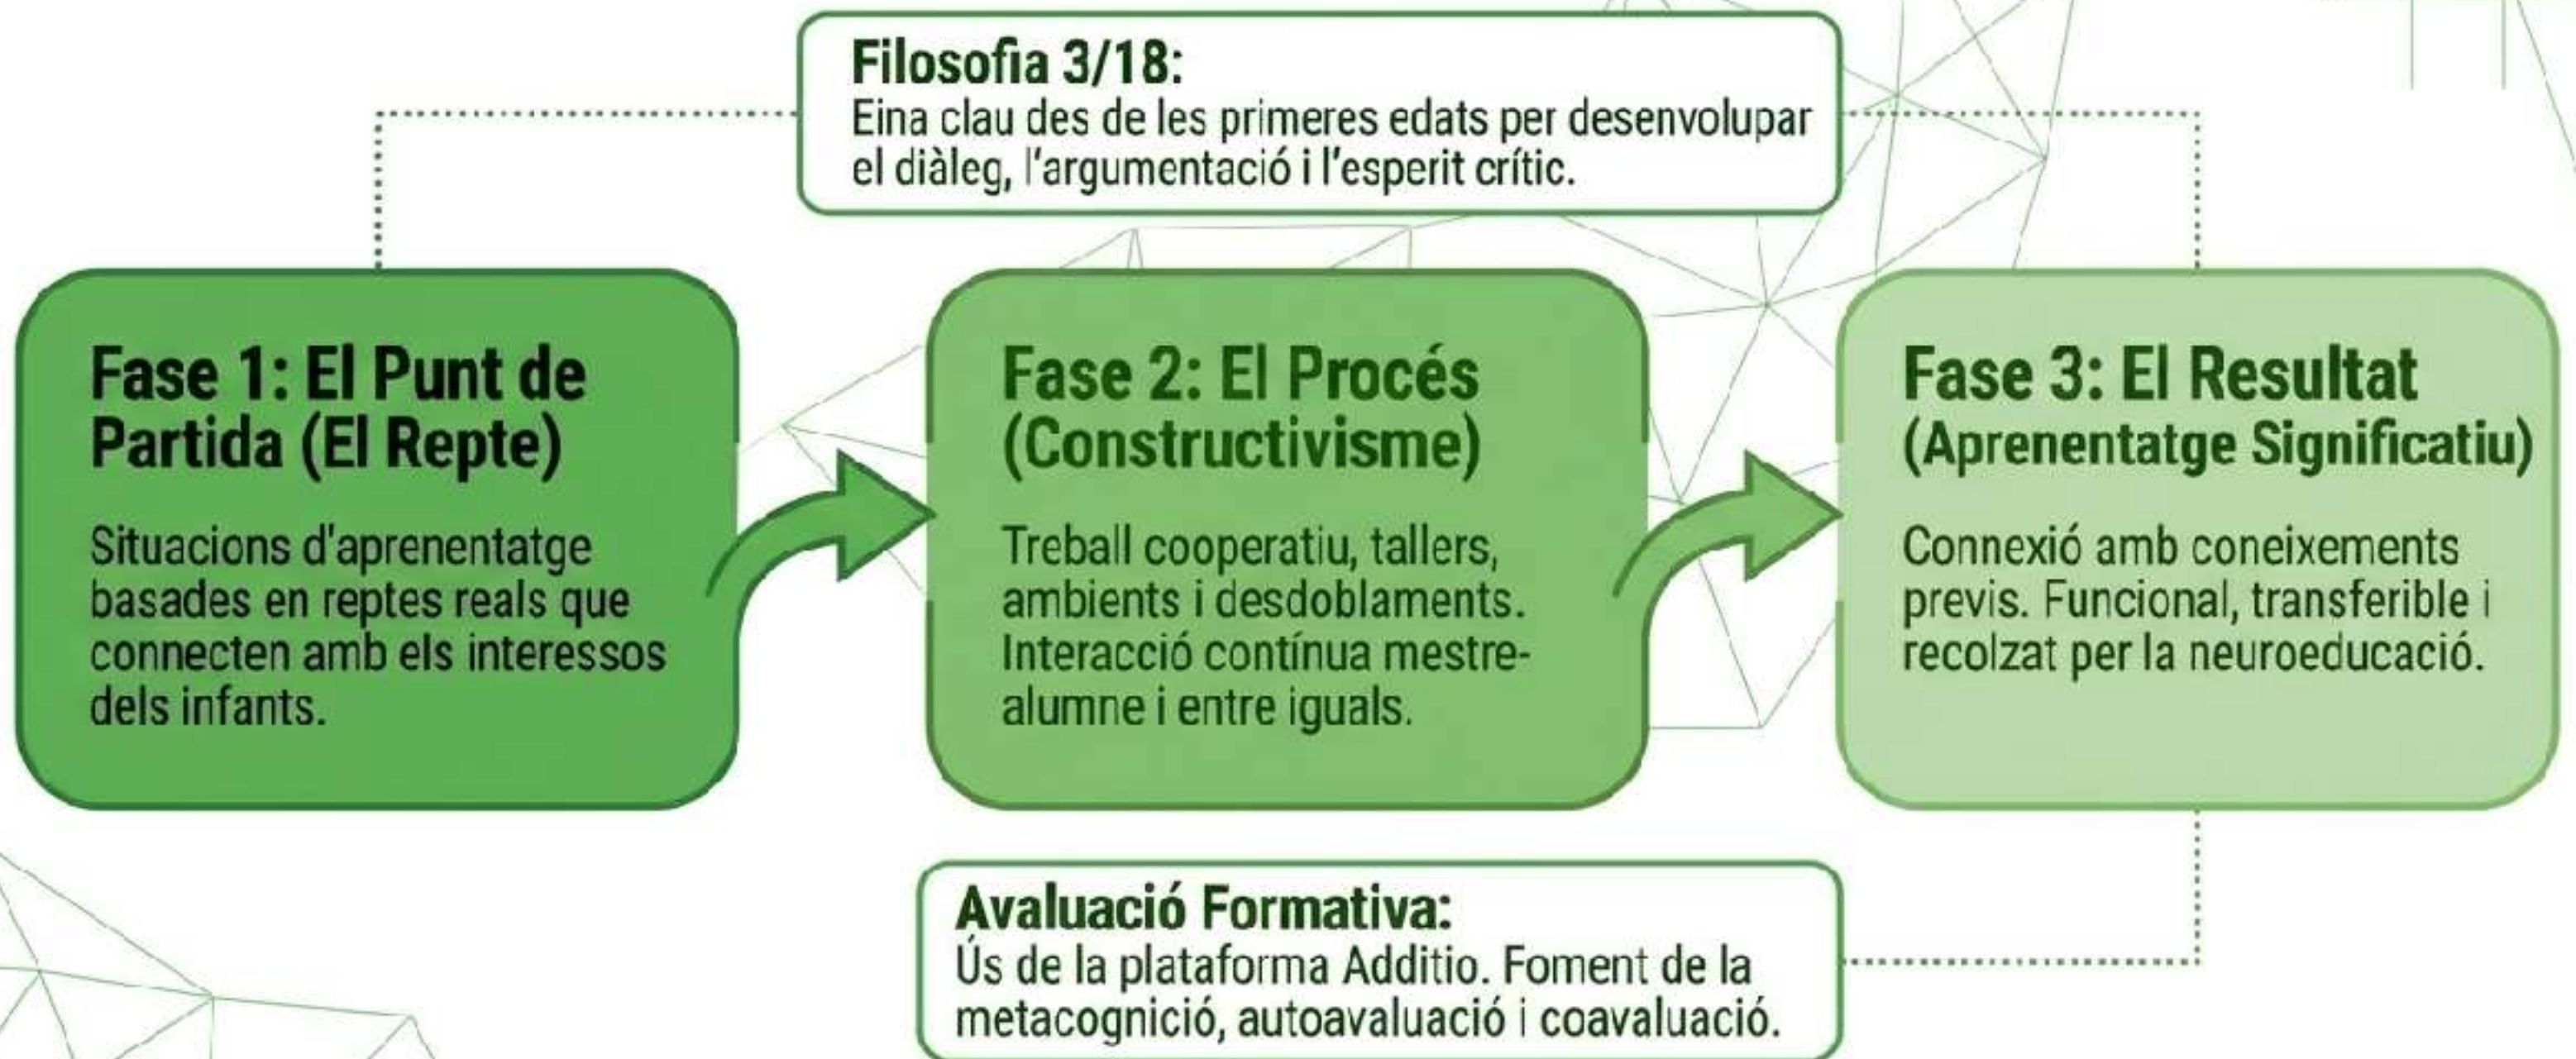 Filosofia 3/18:
Eina clau des de les primeres edats per desenvolupar
el diàleg, l'argumentació i l'esperit crític.
Fase 1: El Punt de
Partida (El Repte)
Situacions d'aprenentatge
basades en reptes reals que
connecten amb els interessos
dels infants.
Fase 2: El Procés
(Constructivisme)
Treball cooperatiu, tallers,
ambients i desdoblaments.
Interacció contínua mestre-
alumne i entre iguals.
Fase 3: El Resultat
(Aprenentatge Significatiu)
Connexió amb coneixements
previs. Funcional, transferible i
recolzat per la neuroeducació.
Avaluació Formativa:
Ús de la plataforma Additio. Foment de la
metacognició, autoavaluació i coavaluació.